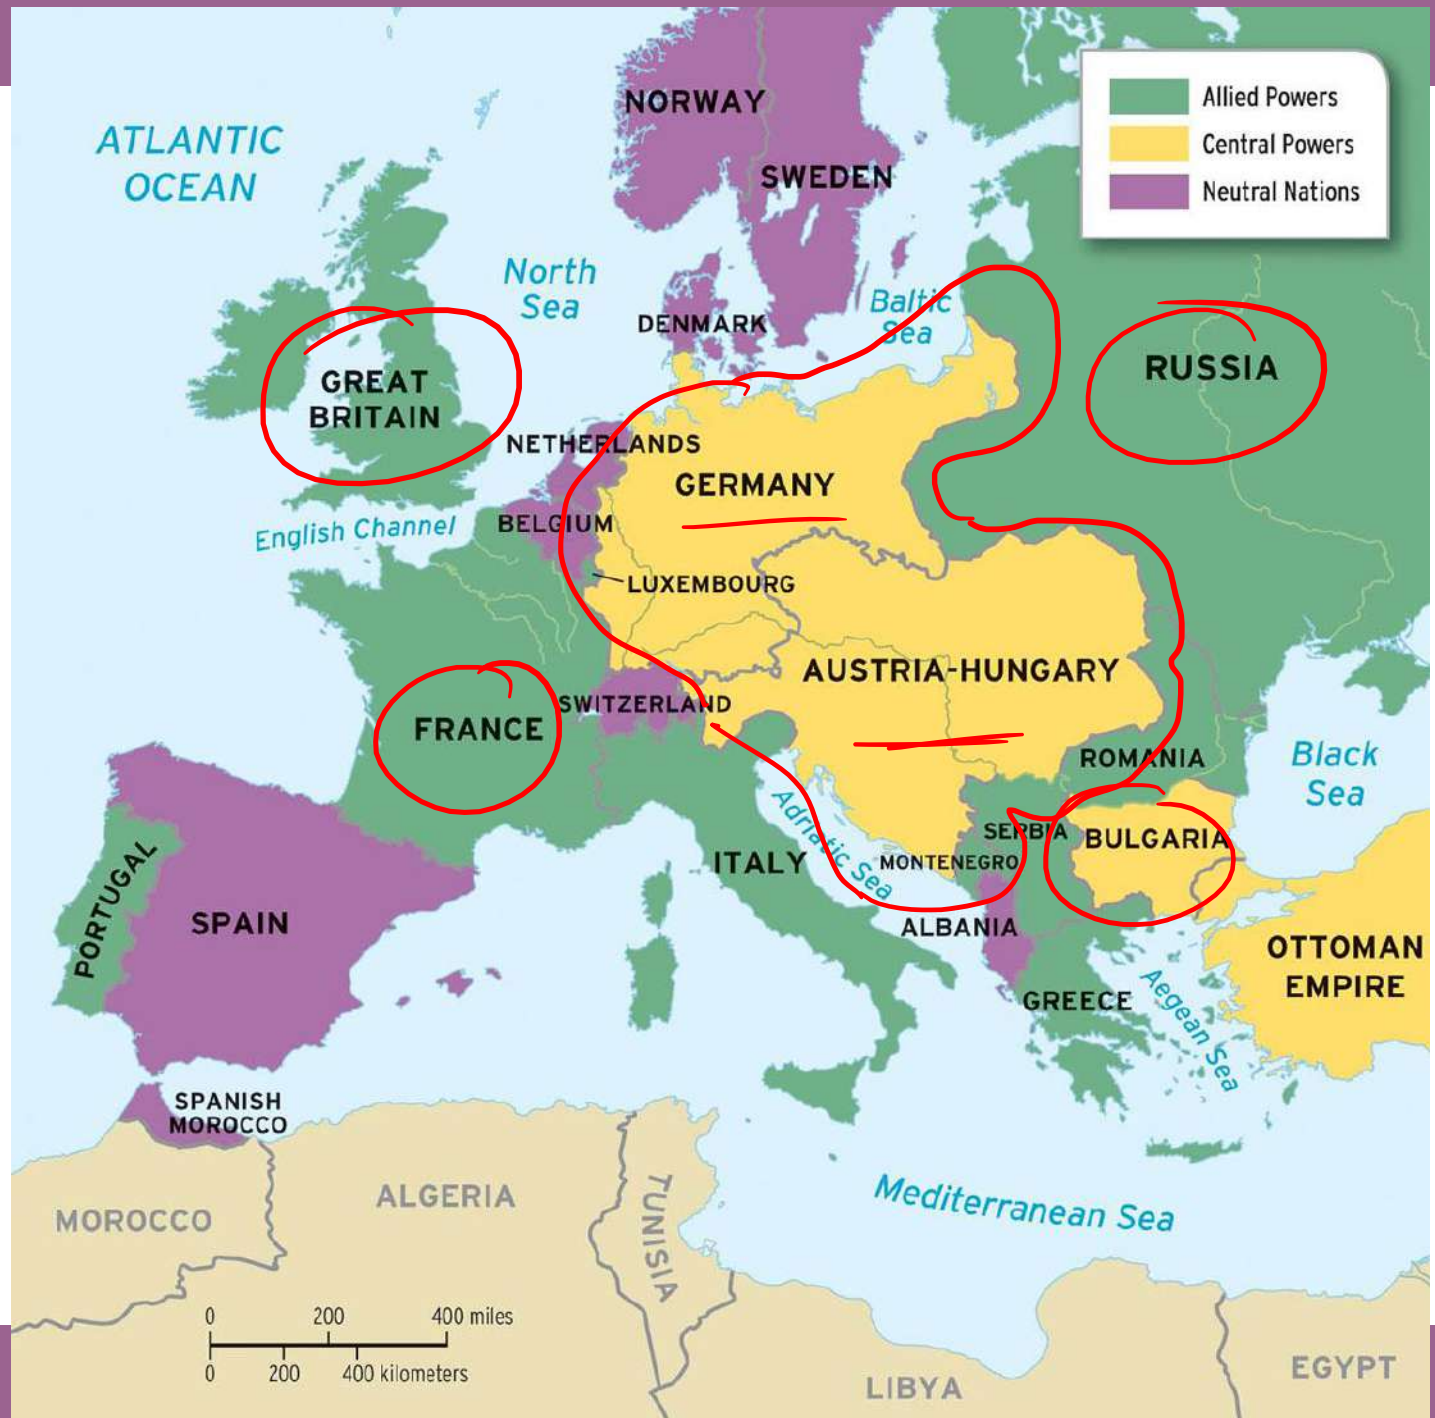 NORWAY
SWEDEN
ATLANTIC
OCEAN
Allied Powers
Central Powers
Neutral Nations
North
Sea
Baltic
Sea
DENMARK
GREAT
BRITAIN
RUSSIA
NETHERLANDS
GERMANY
BELGIUM
English Channel
LUXEMBOURG
AUSTRIA-HUNGARY
SWITZERLAND
FRANCE
ROMANIA
Black
Sea
Adriatic Sea
SERBIA
BULGARIA
MONTENEGRO
ITALY
PORTUGAL
SPAIN
ALBANIA
OTTOMAN
EMPIRE
GREECE
Aegean Sea
SPANISH
MOROCCO
Mediterranean Sea
MOROCCO
ALGERIA
TUNISIA
0 200 400 miles
0 200 400 kilometers
LIBYA
EGYPT